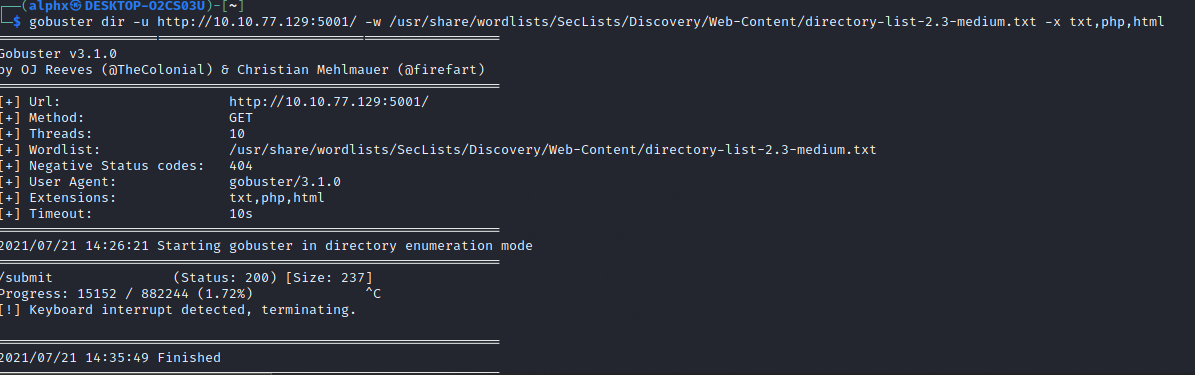 ┌──(alphx㉿DESKTOP-O2CS03U)-[~]
└─$ gobuster dir -u http://10.10.77.129:5001/ -w /usr/share/wordlists/SecLists/Discovery/Web-Content/directory-list-2.3-medium.txt -x txt,php,html
===============================================================
Gobuster v3.1.0
by OJ Reeves (@TheColonial) & Christian Mehlmauer (@firefart)
===============================================================
[+] Url:                     http://10.10.77.129:5001/
[+] Method:                  GET
[+] Threads:                 10
[+] Wordlist:                /usr/share/wordlists/SecLists/Discovery/Web-Content/directory-list-2.3-medium.txt
[+] Negative Status codes:   404
[+] User Agent:              gobuster/3.1.0
[+] Extensions:              txt,php,html
[+] Timeout:                 10s
===============================================================
2021/07/21 14:26:21 Starting gobuster in directory enumeration mode
===============================================================
/submit               (Status: 200) [Size: 237]
Progress: 15152 / 882244 (1.72%)              ^C
[!] Keyboard interrupt detected, terminating.
===============================================================
2021/07/21 14:35:49 Finished
===============================================================